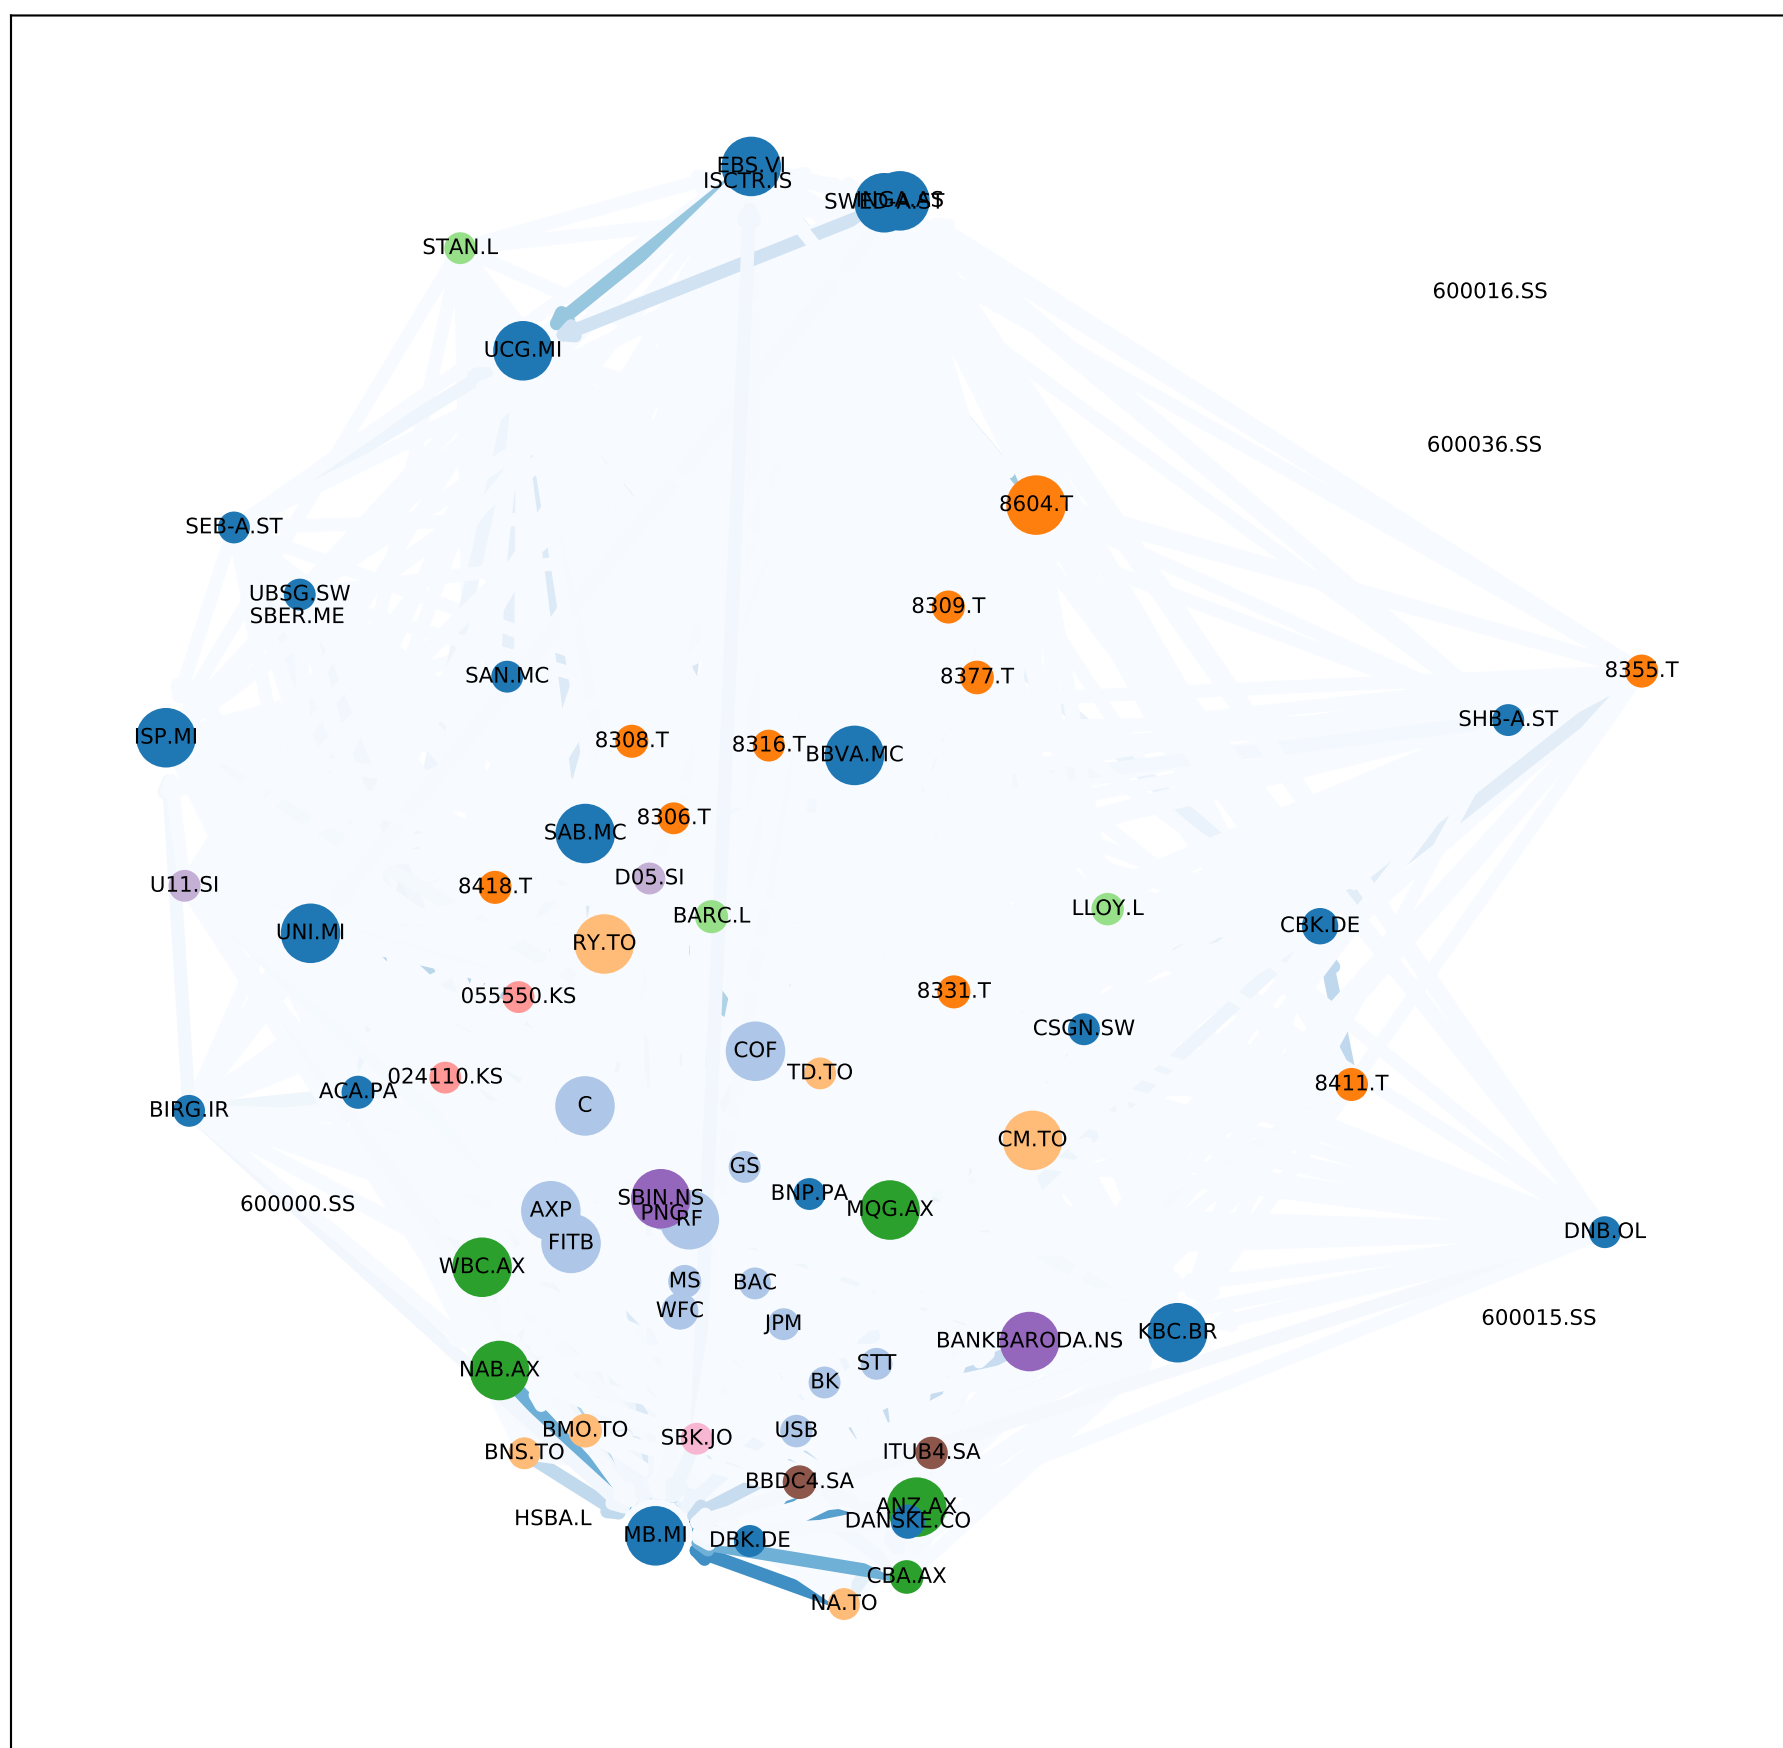 EBS.VI
ISCTR.IS
SWED-A.ST
INGA.AS
STAN.L
600016.SS
UCG.MI
600036.SS
8604.T
SEB-A.ST
UBSG.SW
8309.T
SBER.ME
8355.T
SAN.MC
8377.T
SHB-A.ST
ISP.MI
8308.T
8316.T
BBVA.MC
8306.T
SAB.MC
D05.SI
U11.SI
8418.T
LLOY.L
BARC.L
CBK.DE
UNI.MI
RY.TO
8331.T
055550.KS
CSGN.SW
COF
TD.TO
024110.KS
8411.T
ACA.PA
C
BIRG.IR
CM.TO
GS
BNP.PA
SBIN.NS
600000.SS
AXP
MQG.AX
PNC
RF
DNB.OL
FITB
WBC.AX
MS
BAC
WFC
600015.SS
JPM
KBC.BR
BANKBARODA.NS
STT
NAB.AX
BK
BMO.TO
USB
SBK.JO
BNS.TO
ITUB4.SA
BBDC4.SA
ANZ.AX
HSBA.L
DANSKE.CO
MB.MI
DBK.DE
CBA.AX
NA.TO